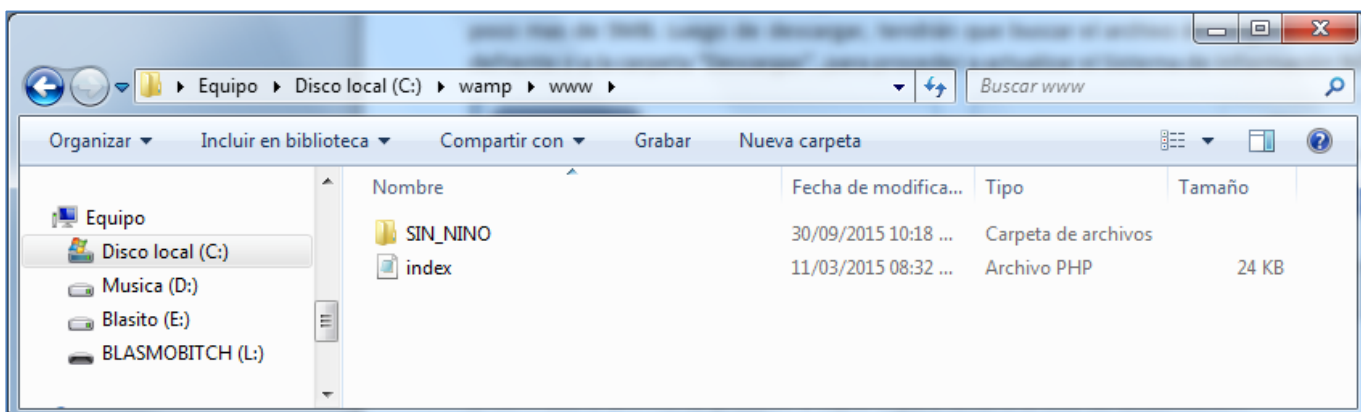 Equipo Disco local (C:) wamp www Buscar www
Organizar Incluir en biblioteca Compartir con Grabar Nueva carpeta
Nombre Fecha de modifica... Tipo Tamaño
Equipo
Disco local (C:)
Musica (D:)
Blasito (E:)
BLASMOBITCH (L:)
SIN_NINO 30/09/2015 10:18 ... Carpeta de archivos
index 11/03/2015 08:32 ... Archivo PHP 24 KB